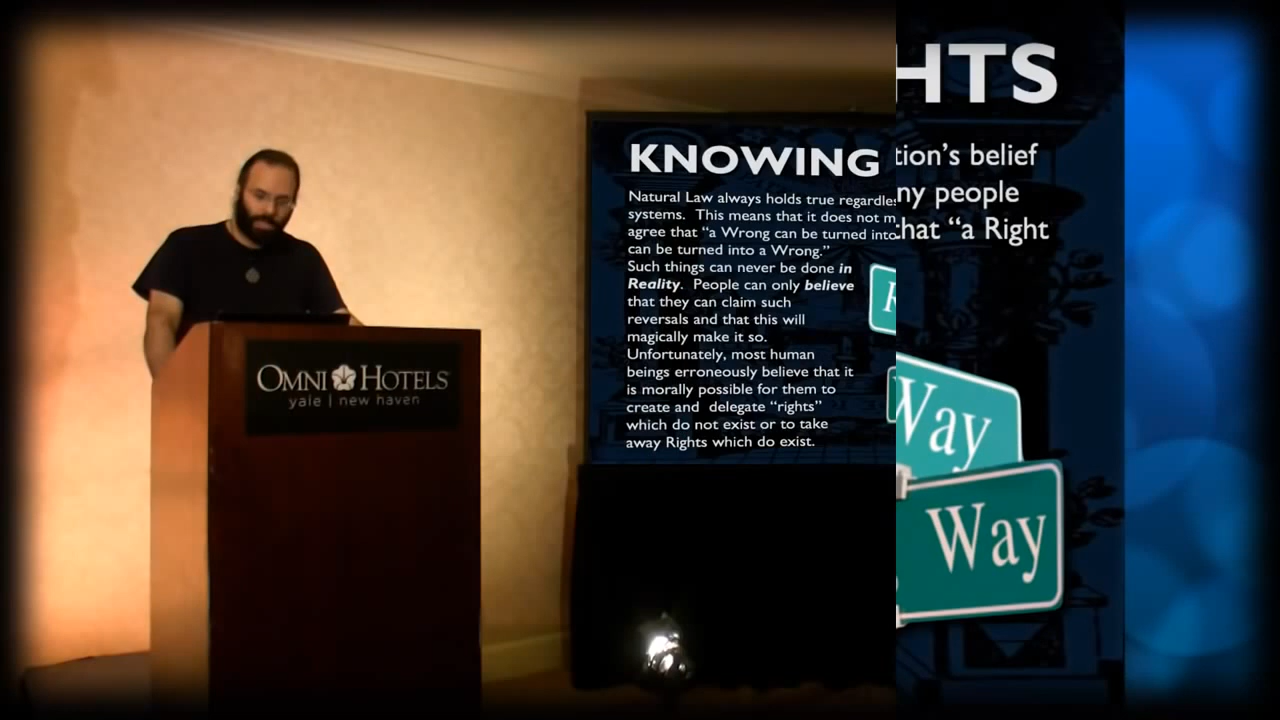 KNOWING
Natural Law always holds true regardles
systems. This means that it does not m
agree that “a Wrong can be turned into
can be turned into a Wrong.”
Such things can never be done in
Reality. People can only believe
that they can claim such
reversals and that this will
magically make it so.
Unfortunately, most human
beings erroneously believe that it
is morally possible for them to
create and delegate “rights”
which do not exist or to take
away Rights which do exist.
HTS
tion’s belief
ny people
that “a Right
Way
Way
OMNI HOTELS
yale | new haven